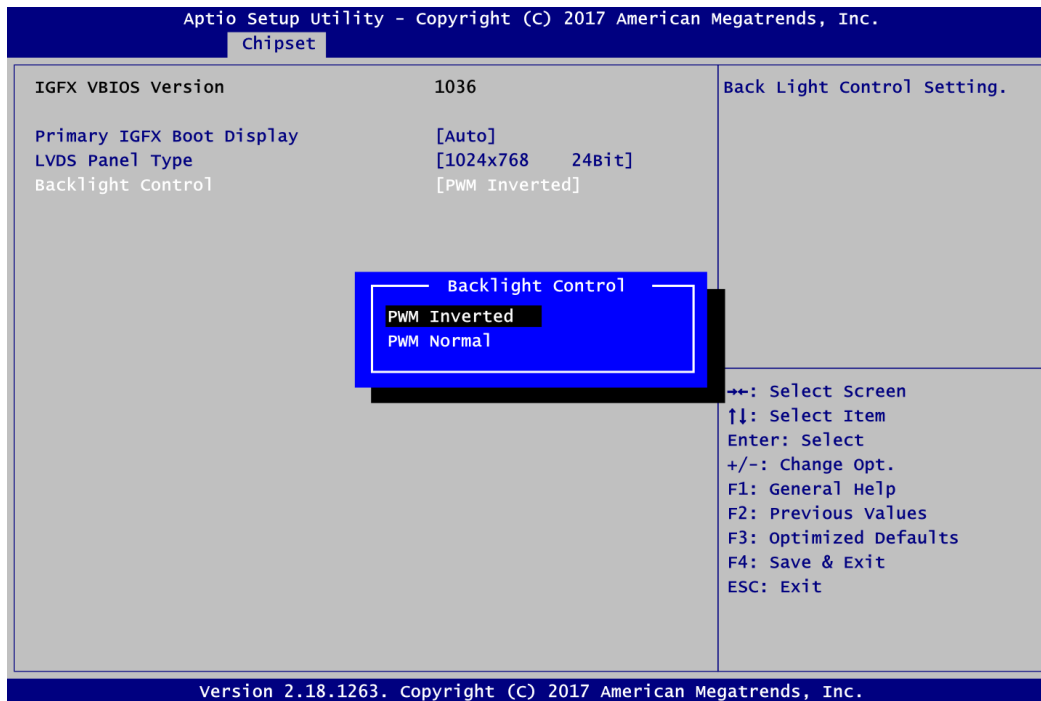 Aptio Setup Utility - Copyright (C) 2017 American Megatrends, Inc.
Chipset
IGFX VBIOS Version 1036
Primary IGFX Boot Display [Auto]
LVDS Panel Type [1024x768 24Bit]
Backlight Control [PWM Inverted]
Back Light Control Setting.
Backlight Control
PWM Inverted
PWM Normal
→←: Select Screen
↑↓: Select Item
Enter: Select
+/-: Change Opt.
F1: General Help
F2: Previous Values
F3: Optimized Defaults
F4: Save & Exit
ESC: Exit
Version 2.18.1263. Copyright (C) 2017 American Megatrends, Inc.